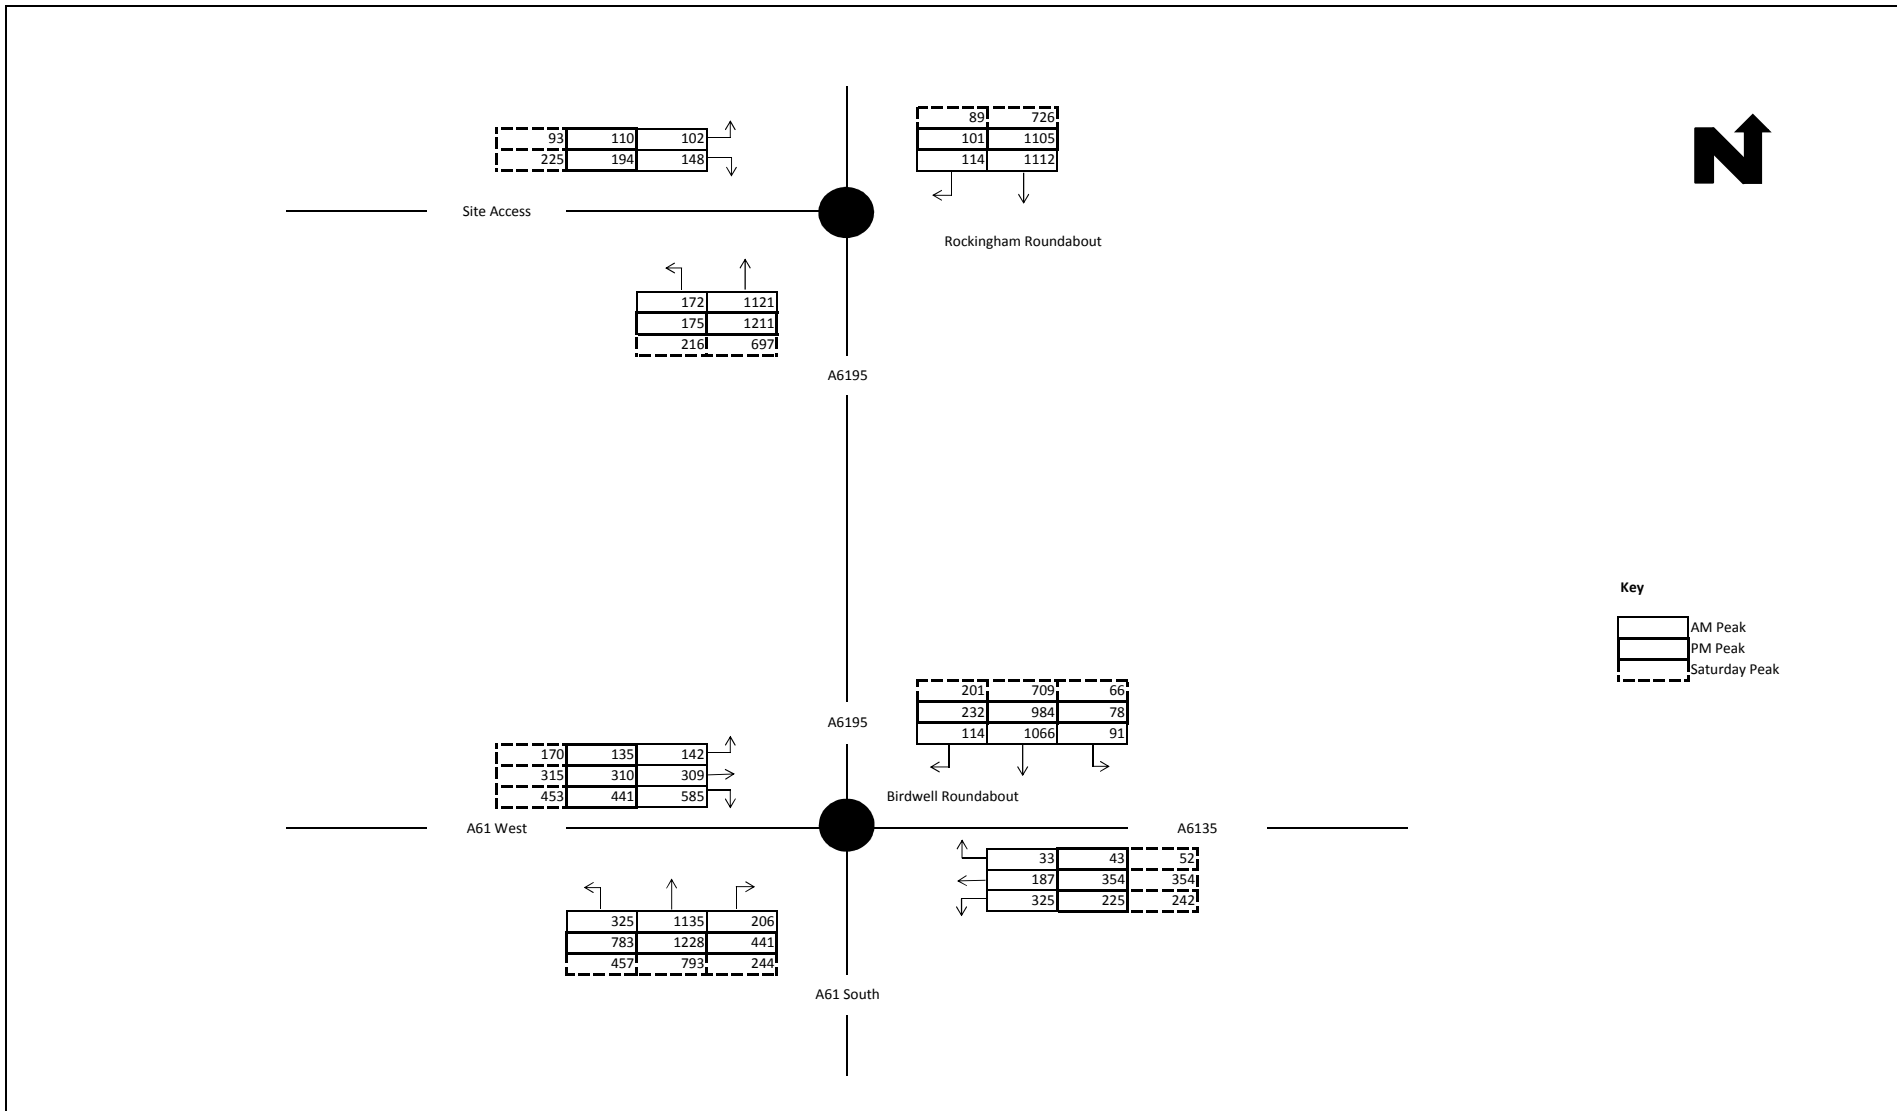 89 726
93 110 102
101 1105
225 194 148
114 1112
N
Site Access
Rockingham Roundabout
172 1121
175 1211
216 697
A6195
Key
AM Peak
PM Peak
Saturday Peak
201 709 66
A6195
232 984 78
114 1066 91
170 135 142
315 310 309
453 441 585
Birdwell Roundabout
A61 West
A6135
33 43 52
187 354 354
325 225 242
325 1135 206
783 1228 441
457 793 244
A61 South